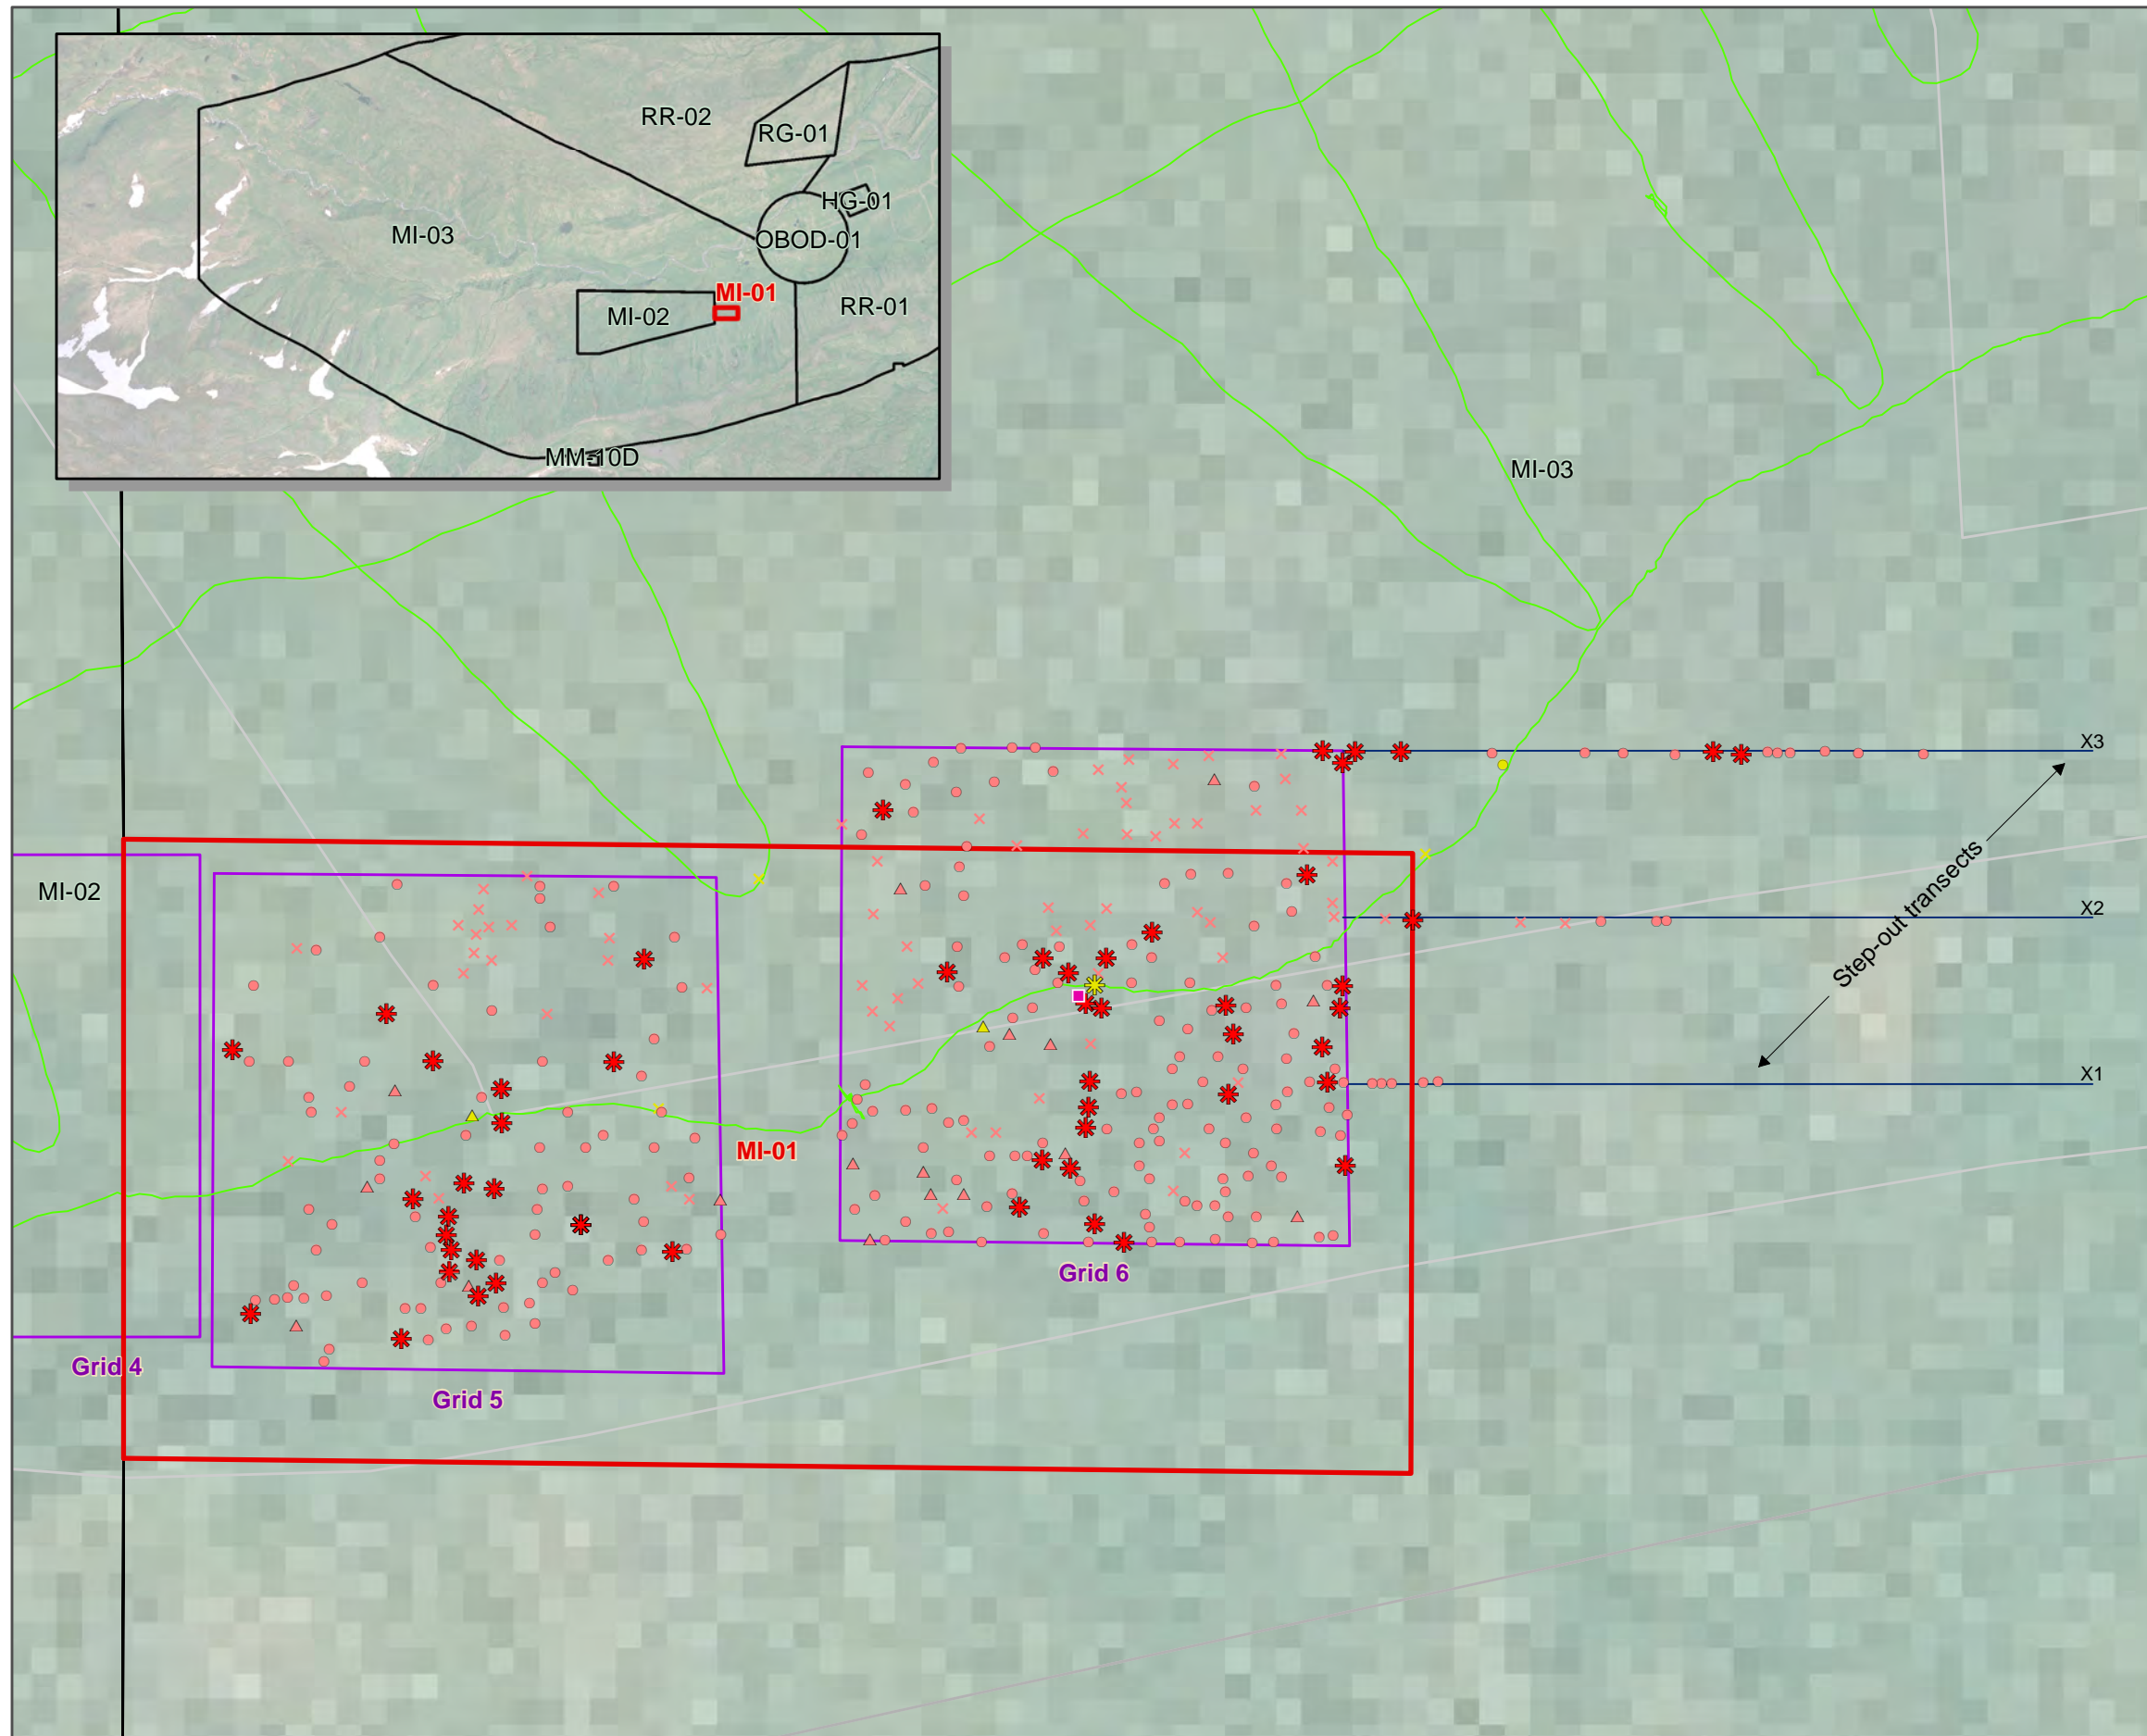 RR-02
RG-01
HG-01
MI-03
OBOD-01
MI-01
RR-01
MI-02
MM-10D
MI-03
X3
Step-out transects
MI-02
X2
X1
MI-01
Grid 6
Grid 4
Grid 5